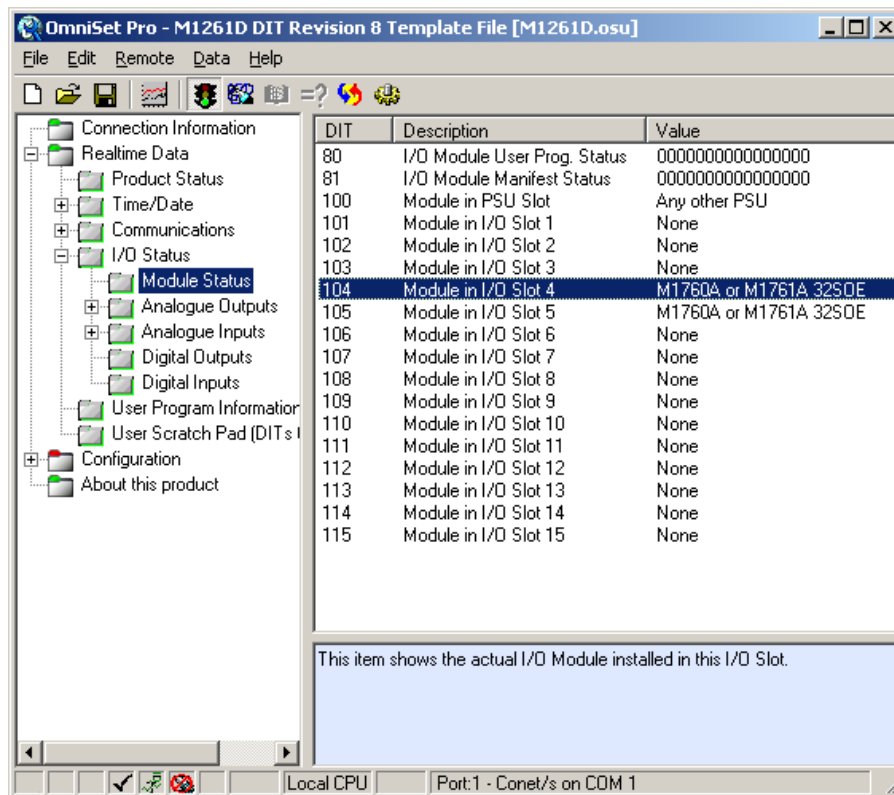 OmniSet Pro - M1261D DIT Revision 8 Template File [M1261D.osu]
File Edit Remote Data Help
=?
Connection Information
Realtime Data
Product Status
Time/Date
Communications
I/O Status
Module Status
Analogue Outputs
Analogue Inputs
Digital Outputs
Digital Inputs
User Program Information
User Scratch Pad (DITs
Configuration
About this product
DIT Description Value
80 I/O Module User Prog. Status 0000000000000000
81 I/O Module Manifest Status 0000000000000000
100 Module in PSU Slot Any other PSU
101 Module in I/O Slot 1 None
102 Module in I/O Slot 2 None
103 Module in I/O Slot 3 None
104 Module in I/O Slot 4 M1760A or M1761A 32SOE
105 Module in I/O Slot 5 M1760A or M1761A 32SOE
106 Module in I/O Slot 6 None
107 Module in I/O Slot 7 None
108 Module in I/O Slot 8 None
109 Module in I/O Slot 9 None
110 Module in I/O Slot 10 None
111 Module in I/O Slot 11 None
112 Module in I/O Slot 12 None
113 Module in I/O Slot 13 None
114 Module in I/O Slot 14 None
115 Module in I/O Slot 15 None
This item shows the actual I/O Module installed in this I/O Slot.
Local CPU Port:1 - Conet/s on COM 1